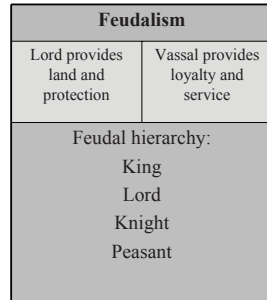 Feudalism
Lord provides
land and
protection
Vassal provides
loyalty and
service
Feudal hierarchy:
King
Lord
Knight
Peasant